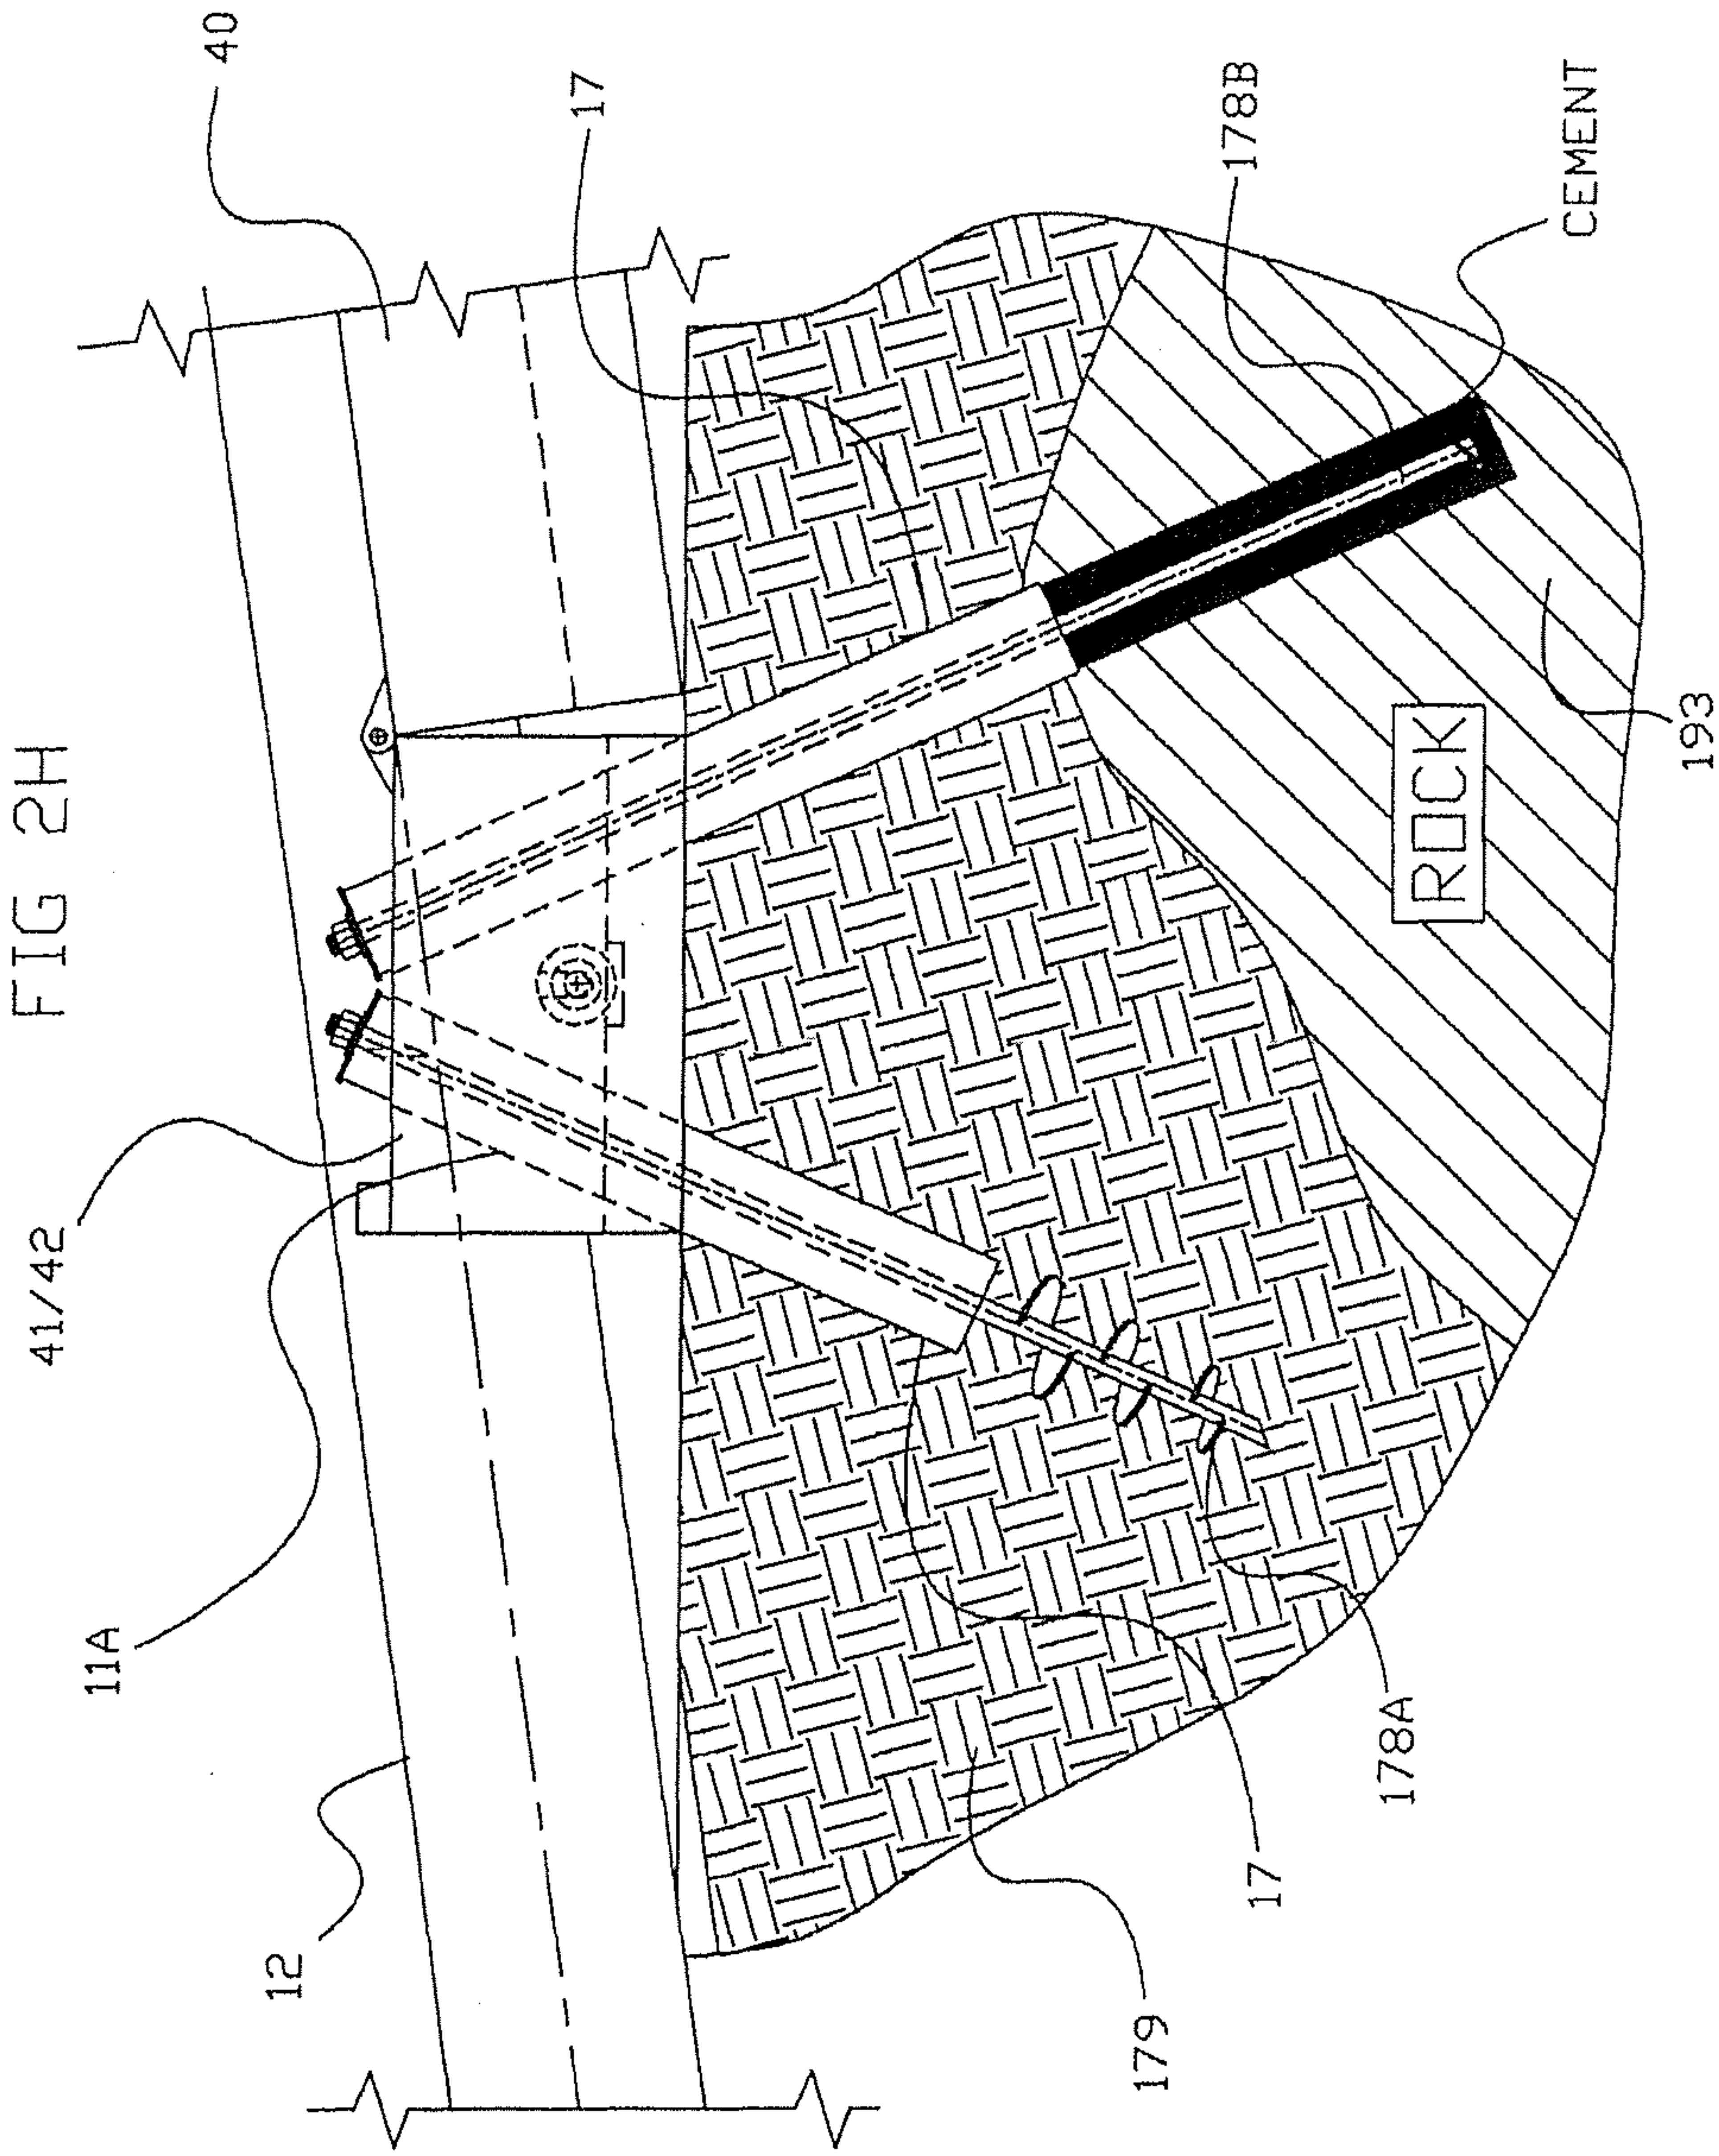 FIG 2H
12
11A
41/42
40
17
178B
CEMENT
ROCK
193
179
17
178A